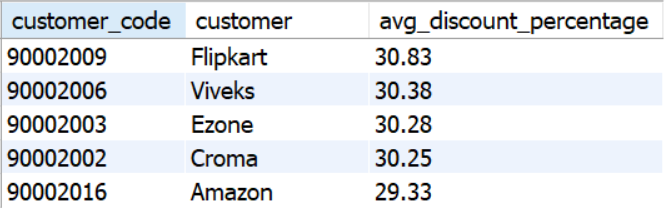 customer_code customer avg_discount_percentage
90002009 Flipkart 30.83
90002006 Viveks 30.38
90002003 Ezone 30.28
90002002 Croma 30.25
90002016 Amazon 29.33